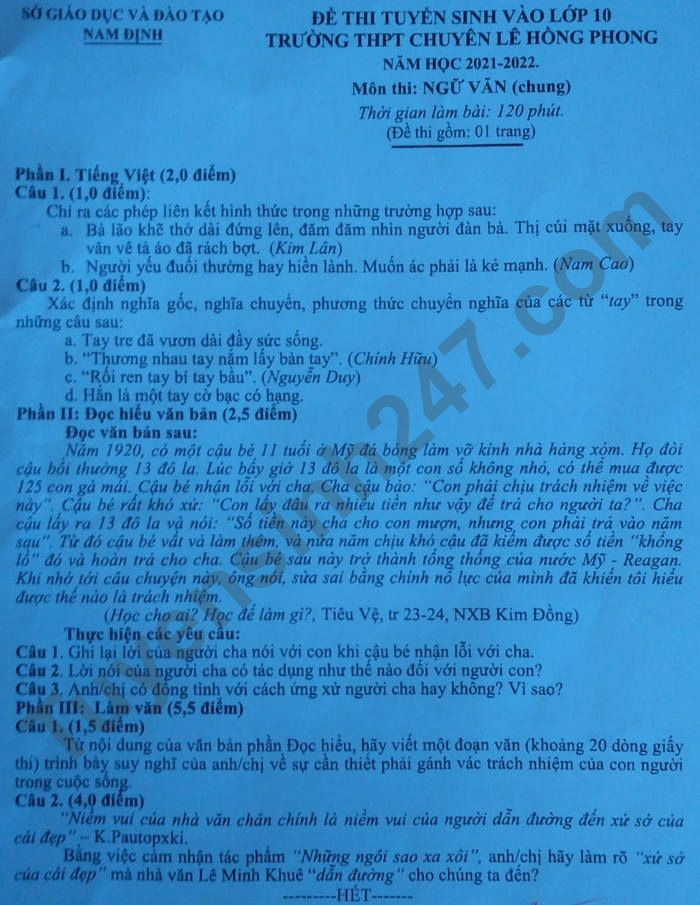 SỞ GIÁO DỤC VÀ ĐÀO TẠO
NAM ĐỊNH
ĐỀ THI TUYỂN SINH VÀO LỚP 10
TRƯỜNG THPT CHUYÊN LÊ HỒNG PHONG
NĂM HỌC 2021-2022.
Môn thi: NGỮ VĂN (chung)
Thời gian làm bài: 120 phút.
(Đề thi gồm: 01 trang)
Phần I. Tiếng Việt (2,0 điểm)
Câu 1. (1,0 điểm):
Chỉ ra các phép liên kết hình thức trong những trường hợp sau:
a. Bà lão khẽ thở dài đứng lên, đăm đăm nhìn người đàn bà. Thị cúi mặt xuống, tay
vân vê tà áo đã rách bợt. (Kim Lân)
b. Người yếu đuối thường hay hiền lành. Muốn ác phải là kẻ mạnh. (Nam Cao)
Câu 2. (1,0 điểm)
Xác định nghĩa gốc, nghĩa chuyển, phương thức chuyển nghĩa của các từ “tay” trong
những câu sau:
a. Tay tre đã vươn dài đầy sức sống.
b. “Thương nhau tay nắm lấy bàn tay”. (Chính Hữu)
c. “Rối ren tay bí tay bầu”. (Nguyễn Duy)
d. Hắn là một tay cờ bạc có hạng.
Phần II: Đọc hiểu văn bản (2,5 điểm)
Đọc văn bản sau:
Năm 1920, có một cậu bé 11 tuổi ở Mỹ đá bóng làm vỡ kính nhà hàng xóm. Họ đòi
cậu bồi thường 13 đô la. Lúc bấy giờ 13 đô la là một con số không nhỏ, có thể mua được
125 con gà mái. Cậu bé nhận lỗi với cha. Cha cậu bảo: “Con phải chịu trách nhiệm về việc
này”. Cậu bé rất khó xử: “Con lấy đâu ra nhiều tiền như vậy để trả cho người ta?”. Cha
cậu lấy ra 13 đô la và nói: “Số tiền này cha cho con mượn, nhưng con phải trả vào năm
sau”. Từ đó cậu bé vất vả làm thêm, nửa năm chịu khó cậu đã kiếm được số tiền “khổng
lồ” đó và hoàn trả cho cha. Cậu bé sau này trở thành tổng thống của nước Mỹ - Reagan.
Khi nhớ tới câu chuyện này, ông nói, sửa sai bằng chính nỗ lực của mình đã khiến tôi hiểu
được thế nào là trách nhiệm.
(Học cho ai? Học để làm gì?, Tiêu Vệ, tr 23-24, NXB Kim Đồng)
Thực hiện các yêu cầu:
Câu 1. Ghi lại lời của người cha nói với con khi cậu bé nhận lỗi với cha.
Câu 2. Lời nói của người cha có tác dụng như thế nào đối với người con?
Câu 3. Anh/chị có đồng tình với cách ứng xử người cha hay không? Vì sao?
Phần III: Làm văn (5,5 điểm)
Câu 1. (1,5 điểm)
Từ nội dung của văn bản phần Đọc hiểu, hãy viết một đoạn văn (khoảng 20 dòng giấy
thi) trình bày suy nghĩ của anh/chị về sự cần thiết phải gánh vác trách nhiệm của con người
trong cuộc sống.
Câu 2. (4,0 điểm)
"Niềm vui của nhà văn chân chính là niềm vui của người dẫn đường đến xứ sở của
cái đẹp" – K.Pautopxki.
Bằng việc cảm nhận tác phẩm "Những ngôi sao xa xôi", anh/chị hãy làm rõ "xứ sở
của cái đẹp" mà nhà văn Lê Minh Khuê "dẫn đường" cho chúng ta đến?
---------HẾT-------
tuyensinh247.com